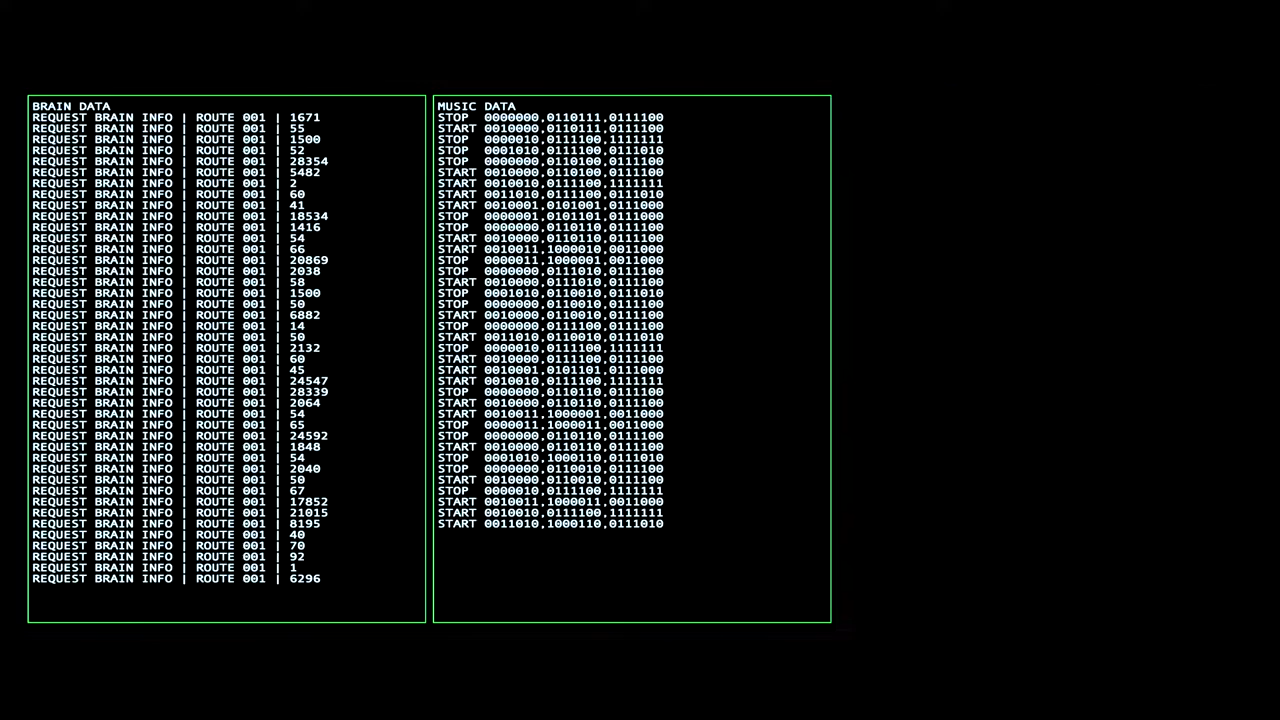 BRAIN DATA
REQUEST BRAIN INFO | ROUTE 001 | 1671
REQUEST BRAIN INFO | ROUTE 001 | 55
REQUEST BRAIN INFO | ROUTE 001 | 1500
REQUEST BRAIN INFO | ROUTE 001 | 52
REQUEST BRAIN INFO | ROUTE 001 | 28354
REQUEST BRAIN INFO | ROUTE 001 | 5482
REQUEST BRAIN INFO | ROUTE 001 | 2
REQUEST BRAIN INFO | ROUTE 001 | 60
REQUEST BRAIN INFO | ROUTE 001 | 41
REQUEST BRAIN INFO | ROUTE 001 | 18534
REQUEST BRAIN INFO | ROUTE 001 | 1416
REQUEST BRAIN INFO | ROUTE 001 | 54
REQUEST BRAIN INFO | ROUTE 001 | 66
REQUEST BRAIN INFO | ROUTE 001 | 20869
REQUEST BRAIN INFO | ROUTE 001 | 2038
REQUEST BRAIN INFO | ROUTE 001 | 58
REQUEST BRAIN INFO | ROUTE 001 | 1500
REQUEST BRAIN INFO | ROUTE 001 | 50
REQUEST BRAIN INFO | ROUTE 001 | 6882
REQUEST BRAIN INFO | ROUTE 001 | 14
REQUEST BRAIN INFO | ROUTE 001 | 50
REQUEST BRAIN INFO | ROUTE 001 | 2132
REQUEST BRAIN INFO | ROUTE 001 | 60
REQUEST BRAIN INFO | ROUTE 001 | 45
REQUEST BRAIN INFO | ROUTE 001 | 24547
REQUEST BRAIN INFO | ROUTE 001 | 28339
REQUEST BRAIN INFO | ROUTE 001 | 2064
REQUEST BRAIN INFO | ROUTE 001 | 54
REQUEST BRAIN INFO | ROUTE 001 | 65
REQUEST BRAIN INFO | ROUTE 001 | 24592
REQUEST BRAIN INFO | ROUTE 001 | 1848
REQUEST BRAIN INFO | ROUTE 001 | 54
REQUEST BRAIN INFO | ROUTE 001 | 2040
REQUEST BRAIN INFO | ROUTE 001 | 50
REQUEST BRAIN INFO | ROUTE 001 | 67
REQUEST BRAIN INFO | ROUTE 001 | 17852
REQUEST BRAIN INFO | ROUTE 001 | 21015
REQUEST BRAIN INFO | ROUTE 001 | 8195
REQUEST BRAIN INFO | ROUTE 001 | 40
REQUEST BRAIN INFO | ROUTE 001 | 70
REQUEST BRAIN INFO | ROUTE 001 | 92
REQUEST BRAIN INFO | ROUTE 001 | 1
REQUEST BRAIN INFO | ROUTE 001 | 6296
MUSIC DATA
STOP 0000000,0110111,0111100
START 0010000,0110111,0111100
STOP 0000010,0111100,1111111
STOP 0001010,0111100,0111010
STOP 0000000,0110100,0111100
START 0010000,0110100,0111100
START 0010010,0111100,1111111
START 0011010,0111100,0111010
START 0010001,0101001,0111000
STOP 0000001,0101101,0111000
STOP 0000000,0110110,0111100
START 0010000,0110110,0111100
START 0010011,1000010,0011000
STOP 0000011,1000001,0011000
STOP 0000000,0111010,0111100
START 0010000,0111010,0111100
STOP 0001010,0110010,0111010
STOP 0000000,0110010,0111100
START 0010000,0110010,0111100
STOP 0000000,0111100,0111100
START 0011010,0110010,0111010
STOP 0000010,0111100,1111111
START 0010000,0111100,0111100
START 0010001,0101101,0111000
START 0010010,0111100,1111111
STOP 0000000,0110110,0111100
START 0010000,0110110,0111100
START 0010011,1000001,0011000
STOP 0000011,1000011,0011000
STOP 0000000,0110110,0111100
START 0010000,0110110,0111100
STOP 0001010,1000110,0111010
STOP 0000000,0110010,0111100
START 0010000,0110010,0111100
STOP 0000010,0111100,1111111
START 0010011,1000011,0011000
START 0010010,0111100,1111111
START 0011010,1000110,0111010